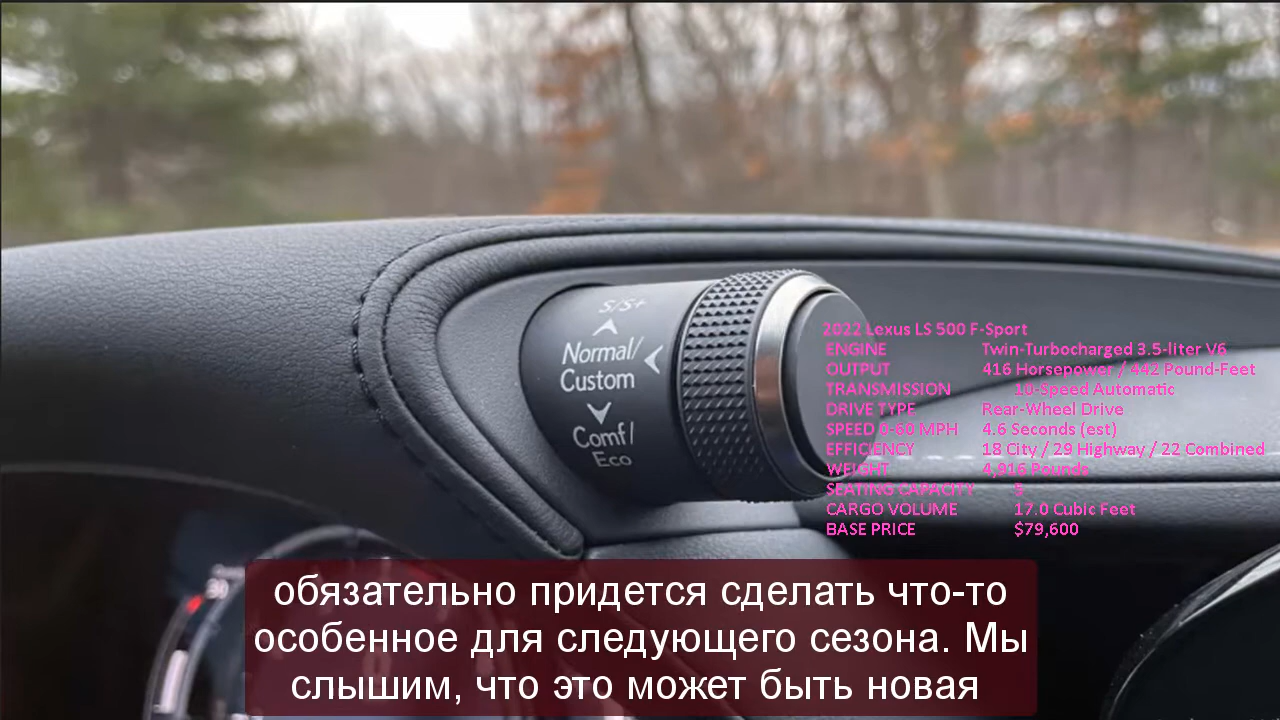 S/S+
Normal/
Custom
Comf/
Eco
2022 Lexus LS 500 F-Sport
ENGINE Twin-Turbocharged 3.5-liter V6
OUTPUT 416 Horsepower / 442 Pound-Feet
TRANSMISSION 10-Speed Automatic
DRIVE TYPE Rear-Wheel Drive
SPEED 0-60 MPH 4.6 Seconds (est)
EFFICIENCY 18 City / 29 Highway / 22 Combined
WEIGHT 4,916 Pounds
SEATING CAPACITY 5
CARGO VOLUME 17.0 Cubic Feet
BASE PRICE $79,600
обязательно придется сделать что-то
особенное для следующего сезона. Мы
слышим, что это может быть новая